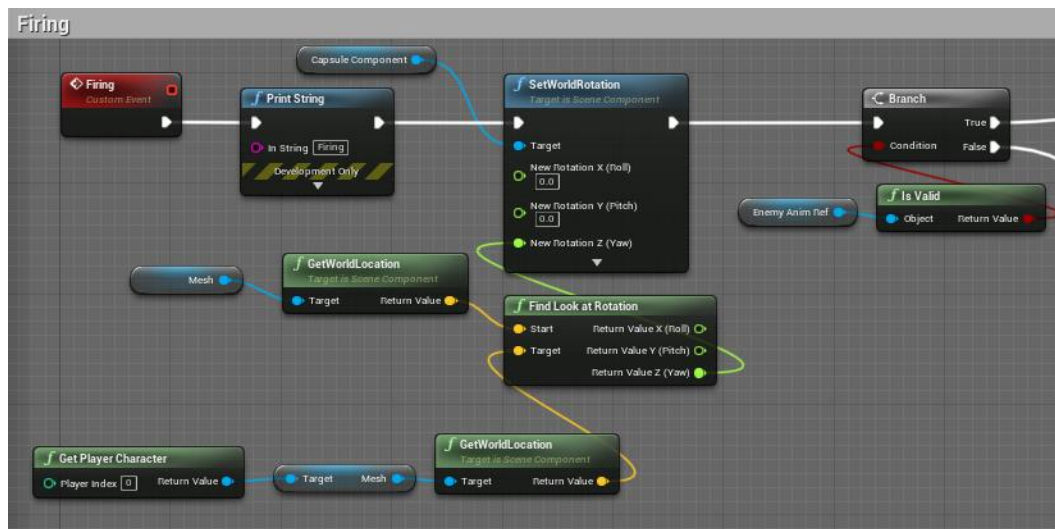 Firing
Capsule Component
Firing
Custom Event
Print String
In String Firing
Development Only
SetWorldRotation
Target is Scene Component
Target
New Rotation X (Roll)
0.0
New Rotation Y (Pitch)
0.0
New Rotation Z (Yaw)
Branch
True
Condition False
Enemy Anim Ref
Is Valid
Object Return Value
Mesh
GetWorldLocation
Target is Scene Component
Target Return Value
Find Look at Rotation
Start Return Value X (Roll)
Target Return Value Y (Pitch)
Return Value Z (Yaw)
Get Player Character
Player Index 0 Return Value
Target Mesh
GetWorldLocation
Target is Scene Component
Target Return Value